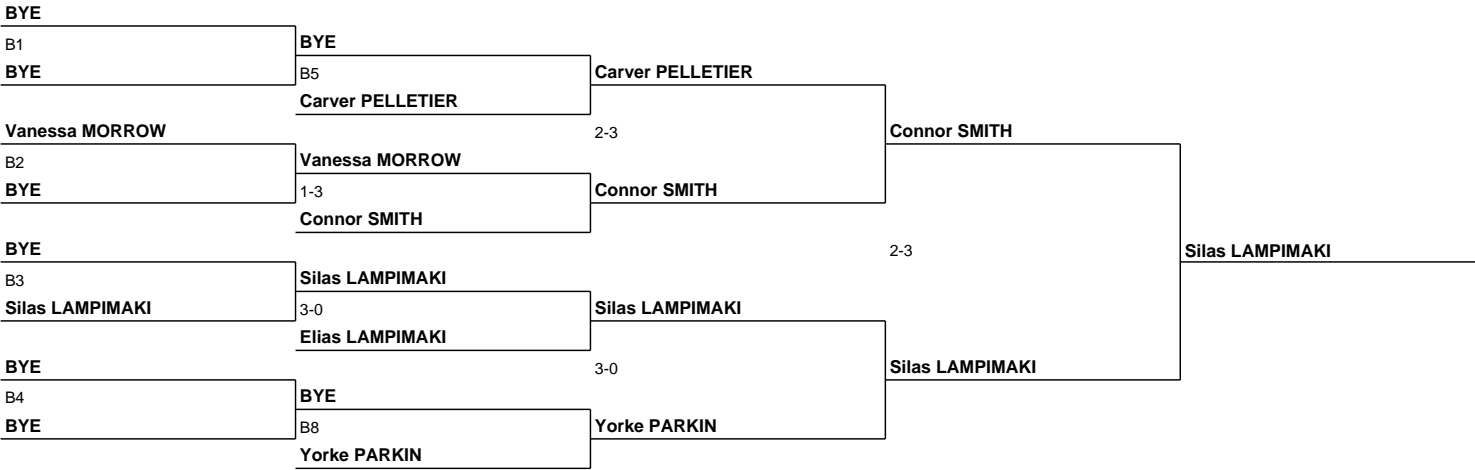 BYE
B1
BYE
BYE
B5
Carver PELLETIER
Carver PELLETIER
Vanessa MORROW
2-3
Connor SMITH
B2
Vanessa MORROW
BYE
1-3
Connor SMITH
Connor SMITH
BYE
2-3
Silas LAMPIMAKI
B3
Silas LAMPIMAKI
Silas LAMPIMAKI
3-0
Silas LAMPIMAKI
Elias LAMPIMAKI
BYE
3-0
Silas LAMPIMAKI
B4
BYE
BYE
B8
Yorke PARKIN
Yorke PARKIN